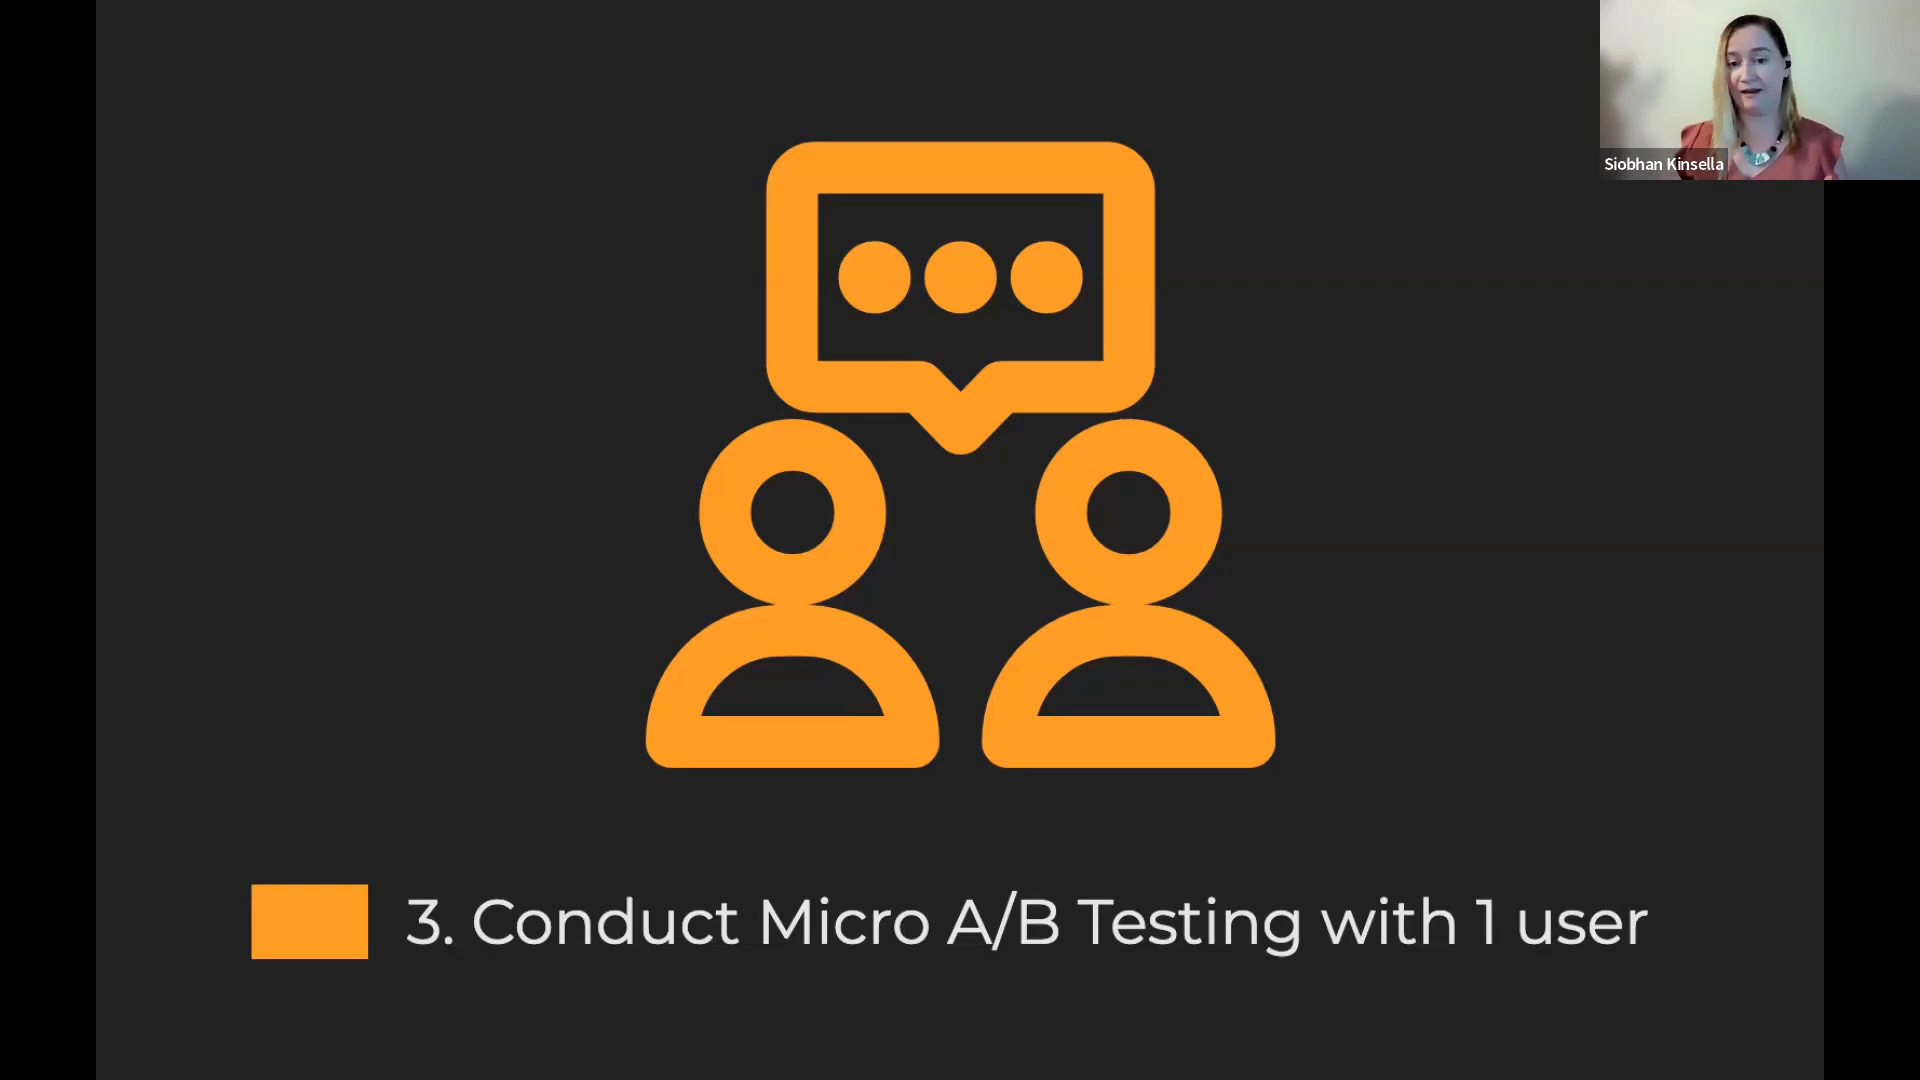 Siobhan Kinsella
3. Conduct Micro A/B Testing with 1 user